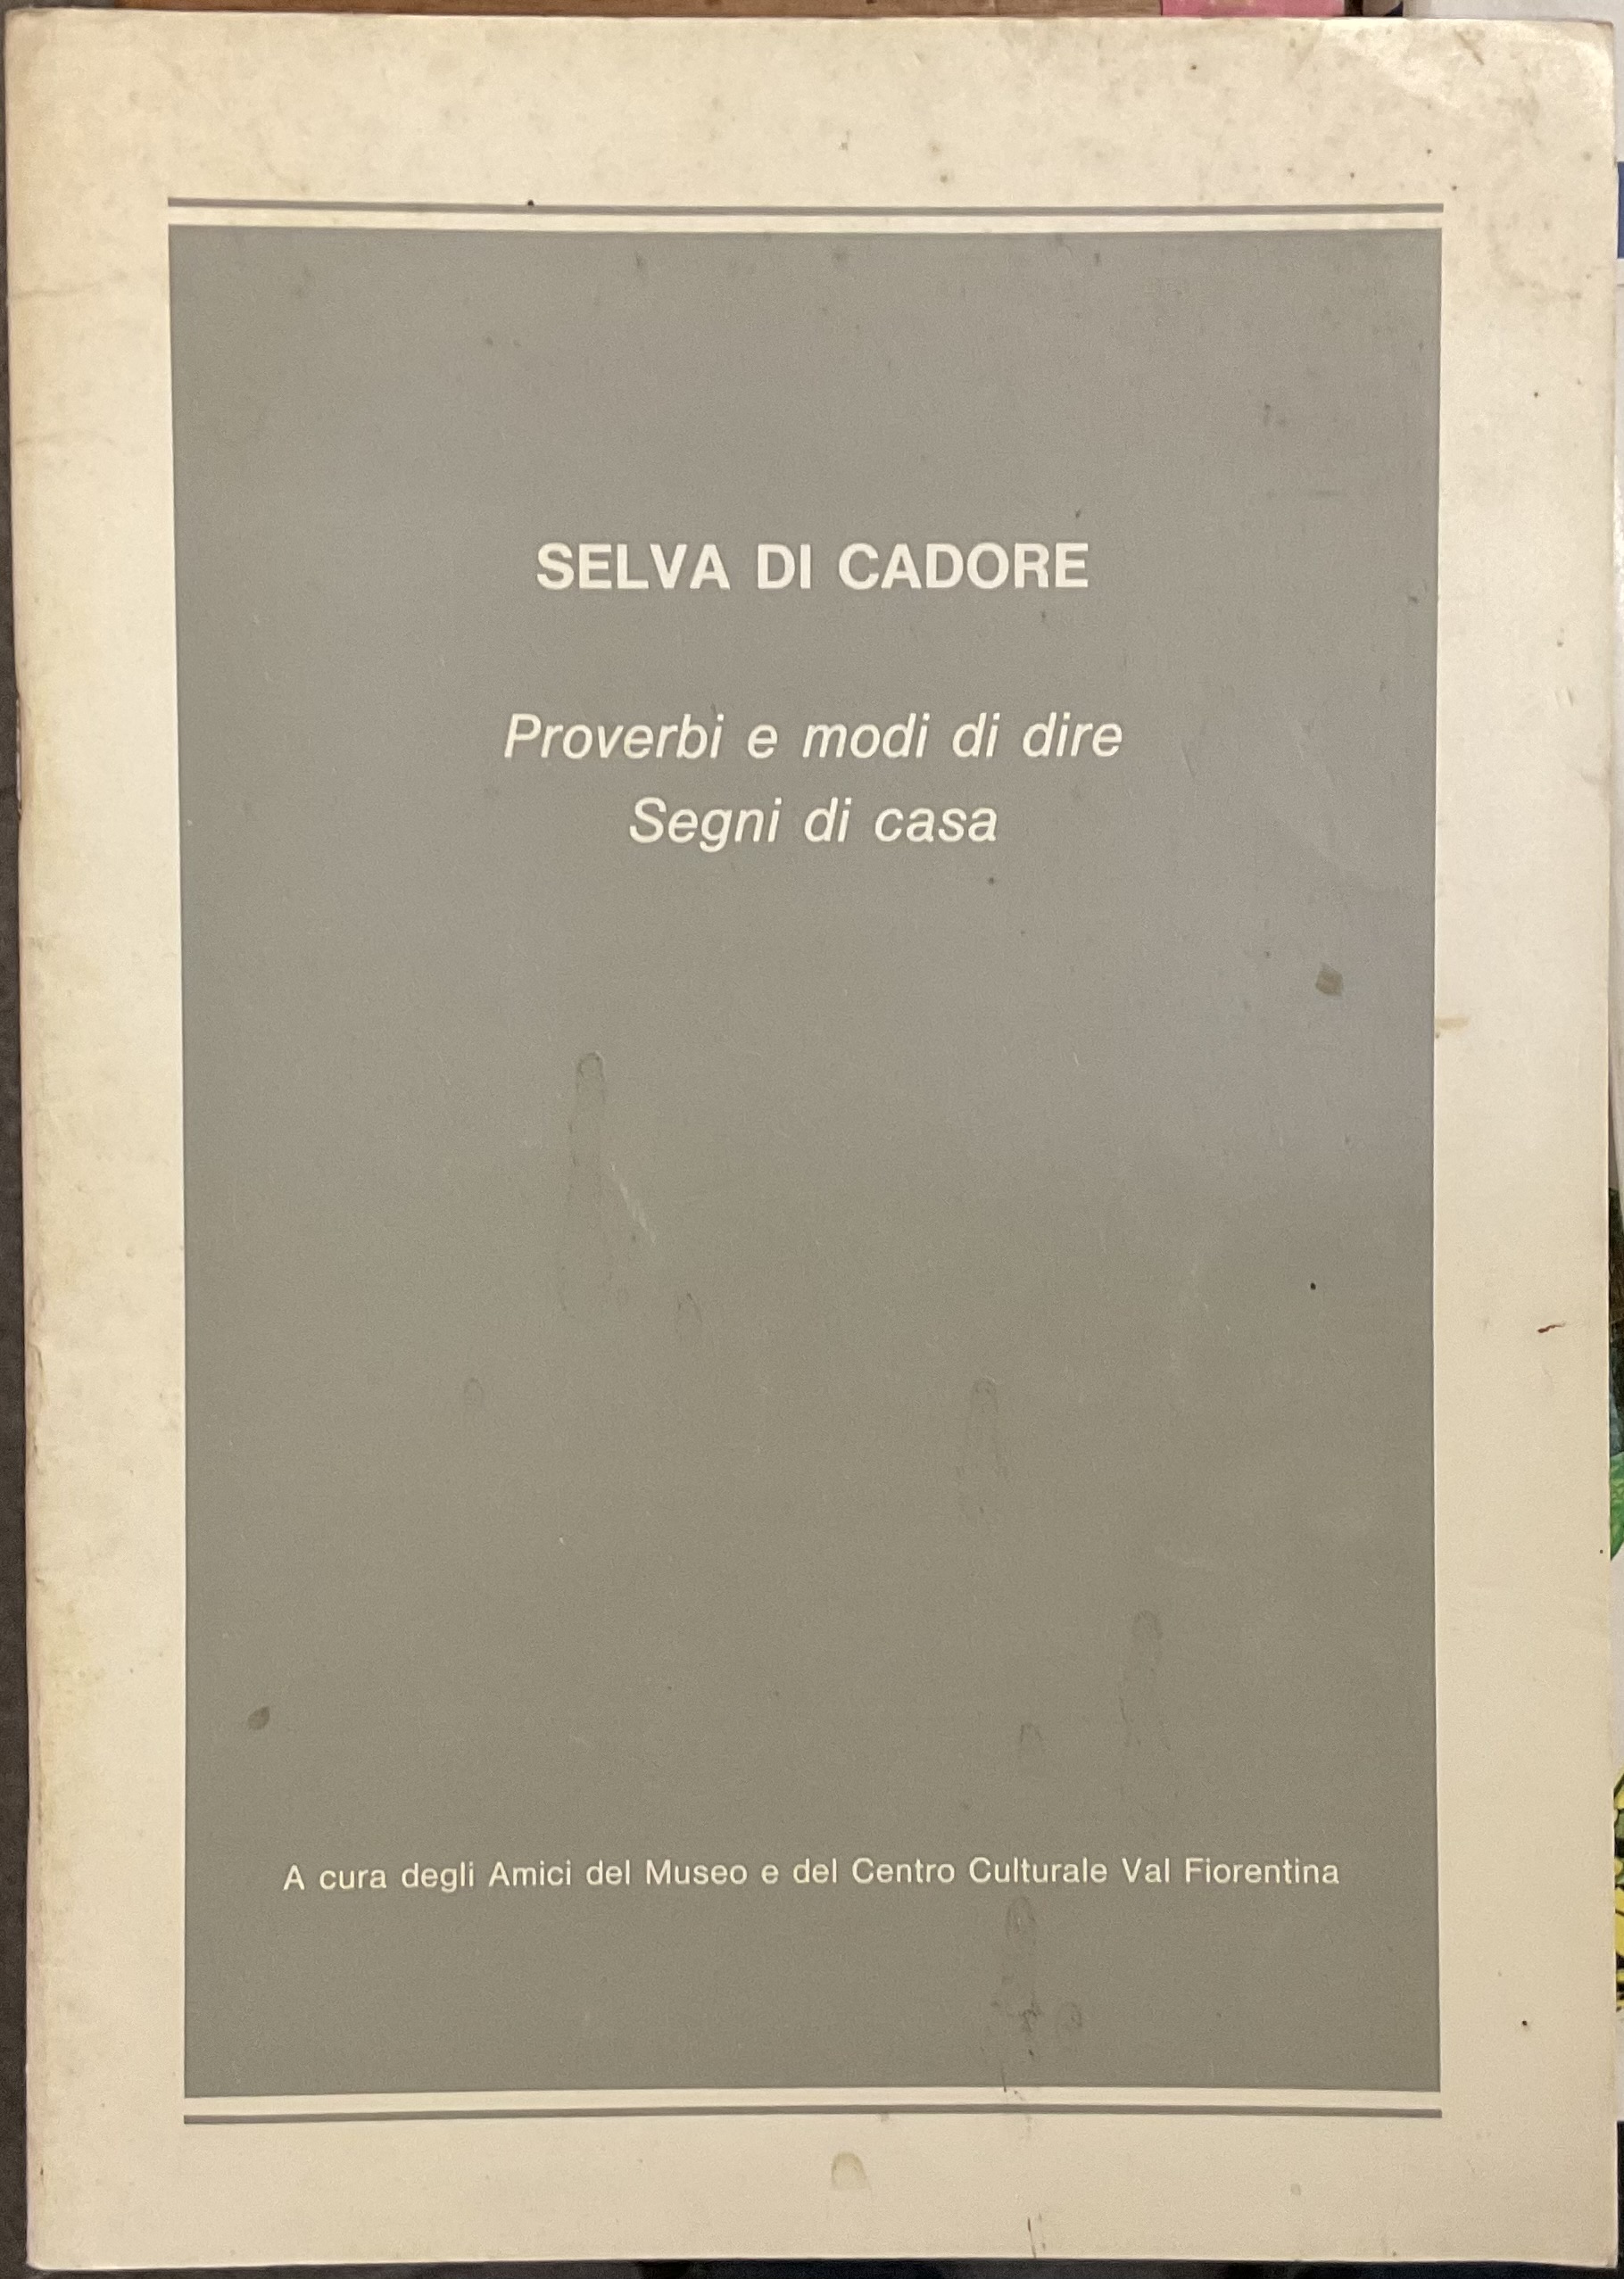 SELVA DI CADORE
Proverbi e modi di dire
Segni di casa
A cura degli Amici del Museo e del Centro Culturale Val Fiorentina